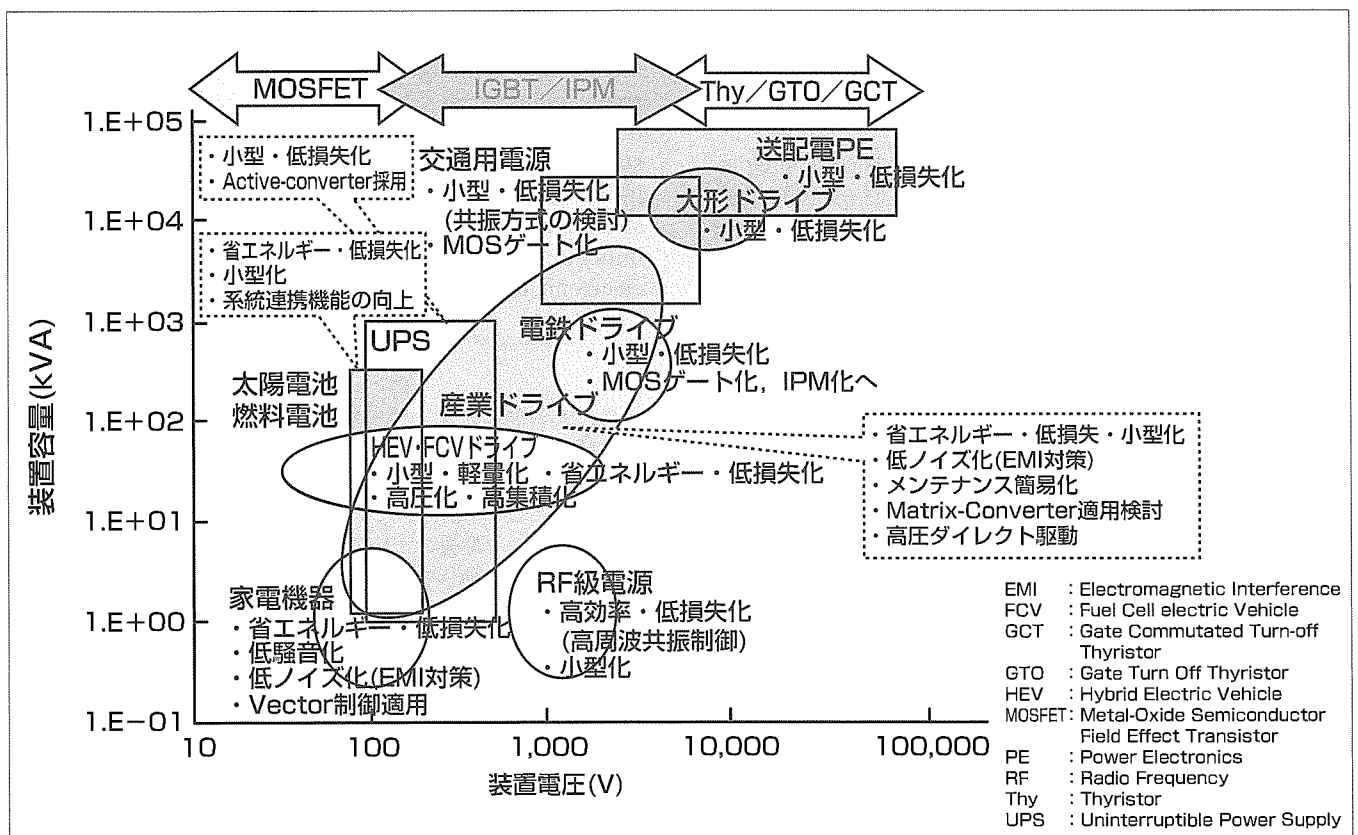 MOSFET
IGBT／IPM
Thy／GTO／GCT
1.E+05
1.E+04
1.E+03
1.E+02
1.E+01
1.E+00
1.E−01
装置容量(kVA)
・小型・低損失化
・Active-converter採用
・省エネルギー・低損失化
・小型化
・系統連携機能の向上
交通用電源
・小型・低損失化
(共振方式の検討)
・MOSゲート化
送配電PE
・小型・低損失化
大形ドライブ
・小型・低損失化
UPS
太陽電池
燃料電池
電鉄ドライブ
・小型・低損失化
・MOSゲート化，IPM化へ
産業ドライブ
HEV・FCVドライブ
・小型・軽量化 ・省エネルギー・低損失化
・高圧化・高集積化
・省エネルギー・低損失・小型化
・低ノイズ化(EMI対策)
・メンテナンス簡易化
・Matrix-Converter適用検討
・高圧ダイレクト駆動
家電機器
・省エネルギー・低損失化
・低騒音化
・低ノイズ化(EMI対策)
・Vector制御適用
RF級電源
・高効率・低損失化
(高周波共振制御)
・小型化
10
100
1,000
10,000
100,000
装置電圧(V)
EMI : Electromagnetic Interference
FCV : Fuel Cell electric Vehicle
GCT : Gate Commutated Turn-off
Thyristor
GTO : Gate Turn Off Thyristor
HEV : Hybrid Electric Vehicle
MOSFET : Metal-Oxide Semiconductor
Field Effect Transistor
PE : Power Electronics
RF : Radio Frequency
Thy : Thyristor
UPS : Uninterruptible Power Supply